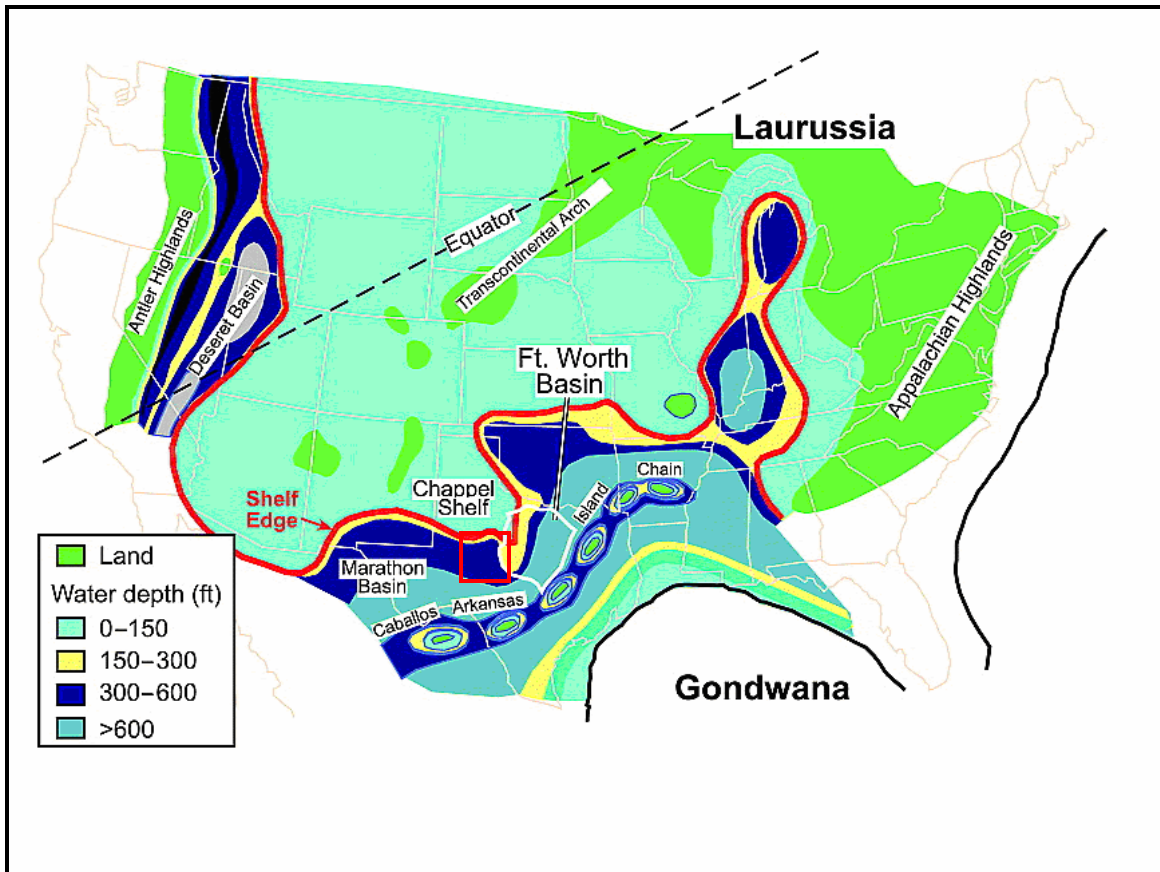 Laurussia
Equator
Transcontinental Arch
Antler Highlands
Deseret Basin
Appalachian Highlands
Ft. Worth
Basin
Chappel
Shelf
Shelf
Edge
Marathon
Basin
Caballos
Arkansas
Island
Chain
Gondwana
Land
Water depth (ft)
0–150
150–300
300–600
>600